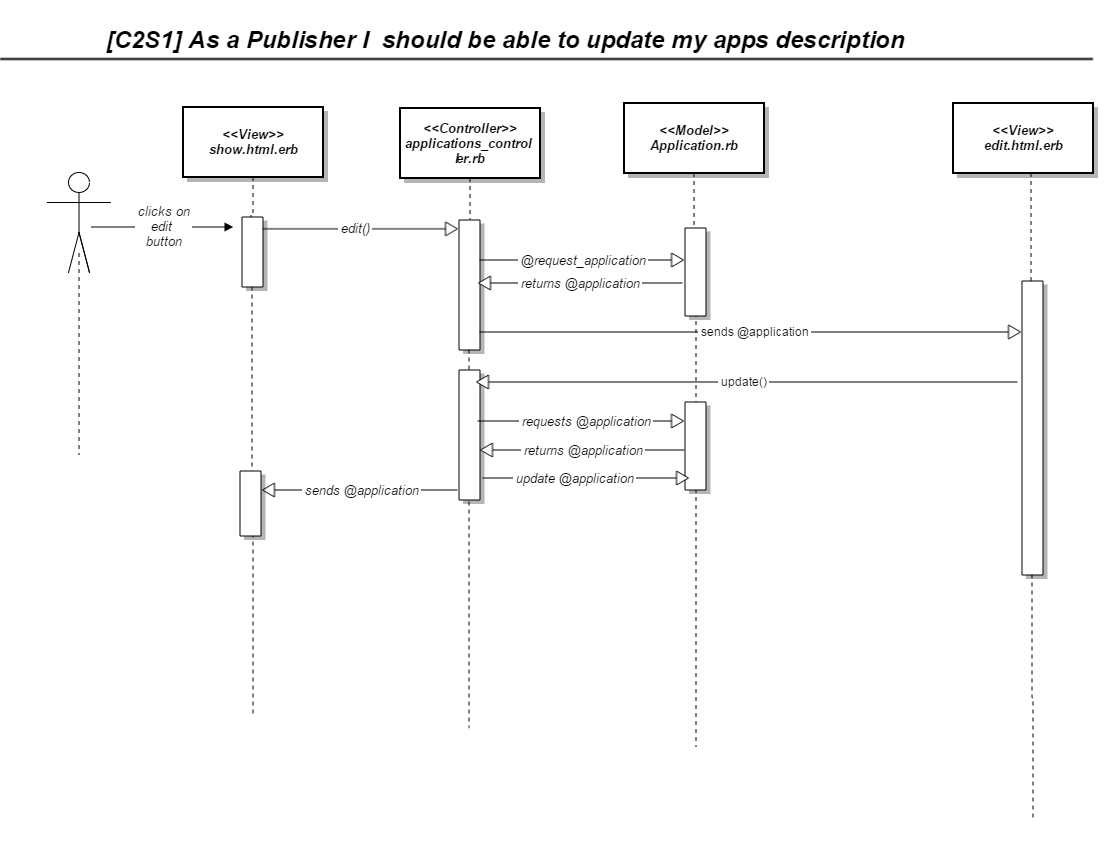 [C2S1] As a Publisher I should be able to update my apps description
<<View>>
show.html.erb
<<Controller>>
applications_control
ler.rb
<<Model>>
Application.rb
<<View>>
edit.html.erb
clicks on
edit
button
edit()
@request_application
returns @application
sends @application
update()
requests @application
returns @application
update @application
sends @application